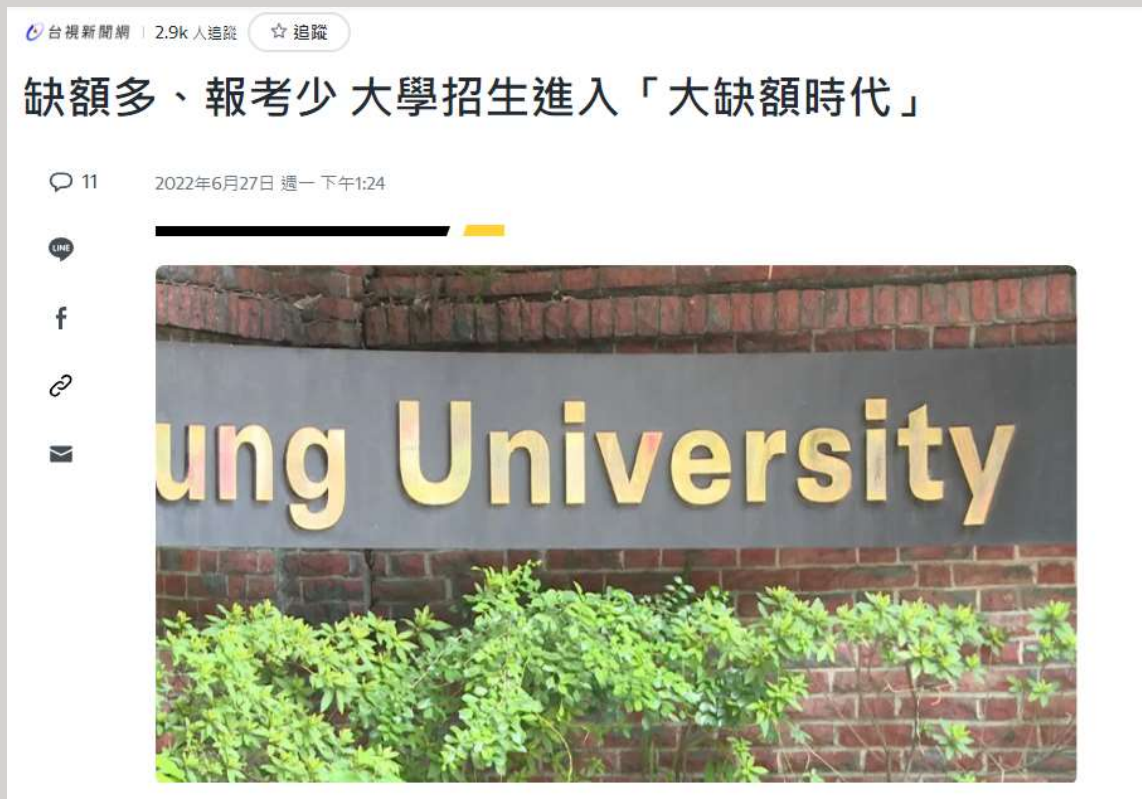 台視新聞網 | 2.9k 人追蹤 ☆ 追蹤
缺額多、報考少 大學招生進入「大缺額時代」
11
2022年6月27日 週一 下午1:24
LINE
ung University